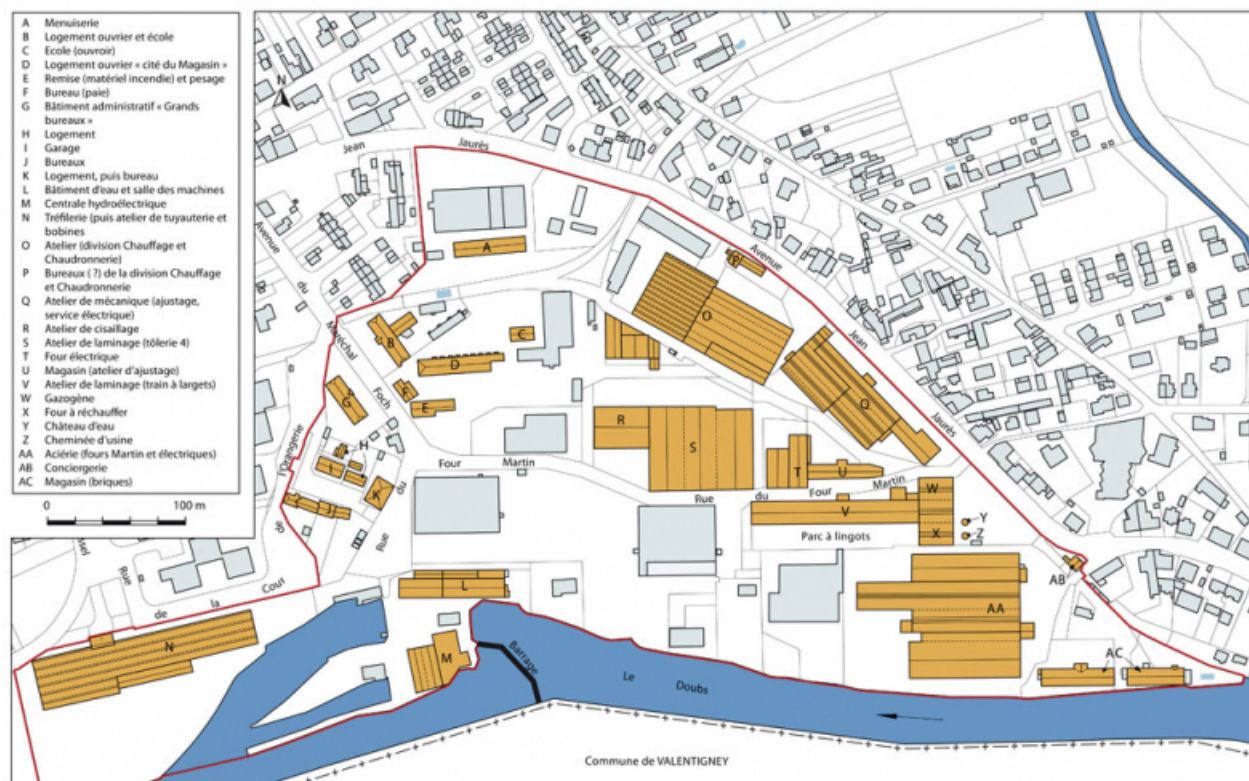 A Menuiserie
B Logement ouvrier et école
C Ecole (ouvroir)
D Logement ouvrier « cité du Magasin »
E Remise (matériel incendie) et pesage
F Bureau (paie)
G Bâtiment administratif « Grands
bureaux »
H Logement
I Garage
J Bureaux
K Logement, puis bureau
L Bâtiment d'eau et salle des machines
M Centrale hydroélectrique
N Tréfilerie (puis atelier de tuyauterie et
bobines
O Atelier (division Chauffage et
Chaudronnerie)
P Bureaux ( ?) de la division Chauffage
et Chaudronnerie
Q Atelier de mécanique (ajustage,
service électrique)
R Atelier de cisaillage
S Atelier de laminage (tôlerie 4)
T Four électrique
U Magasin (atelier d'ajustage)
V Atelier de laminage (train à largets)
W Gazogène
X Four à réchauffer
Y Château d'eau
Z Cheminée d'usine
AA Aciérie (fours Martin et électriques)
AB Conciergerie
AC Magasin (briques)
0 100 m
N
Jean Jaurès
Avenue Jean Jaurès
Avenue du Maréchal Foch
A
P
O
B
C
D
F
E
G
Q
R
S
H
I
K
J
T
U
Four Martin
Rue du Four Martin
W
V
X
Y
Z
Parc à lingots
Rue du
Rue de l'Orangerie
Rue de la Cour
AB
AA
L
N
M
AC
Barrage
Le Doubs
Commune de VALENTIGNEY